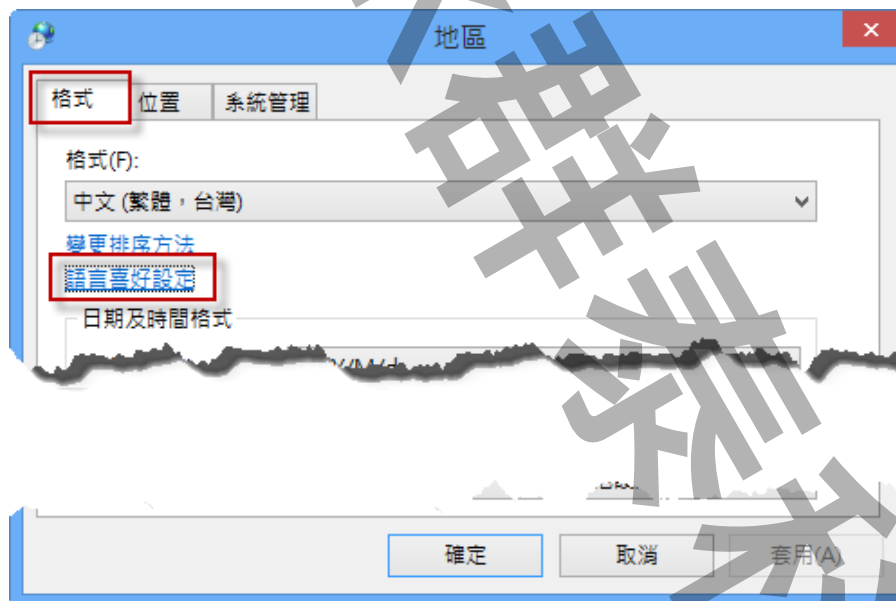 地區
格式 位置 系統管理
格式(F):
中文 (繁體，台灣)
變更排序方法
語言喜好設定
日期及時間格式
確定 取消 套用(A)